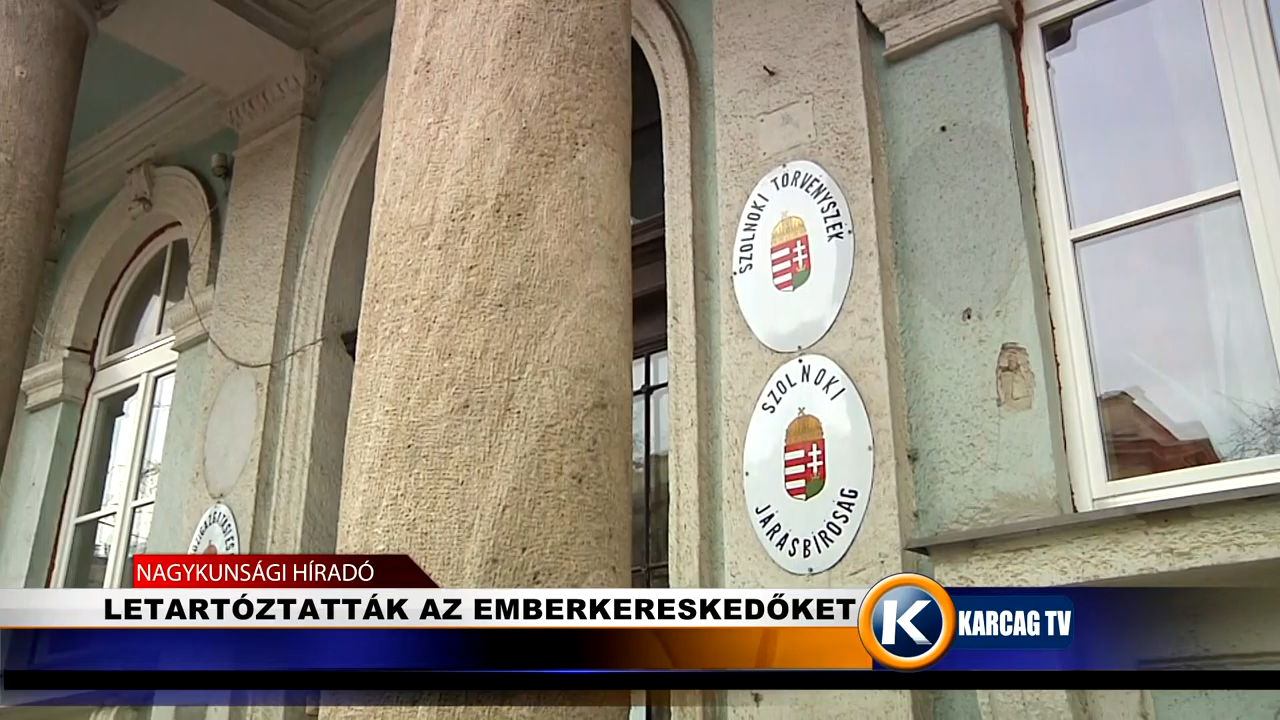 SZOLNOKI TÖRVÉNYSZÉK
SZOLNOKI
JÁRÁSBÍRÓSÁG
NAGYKUNSÁGI HÍRADÓ
LETARTÓZTATTÁK AZ EMBERKERESKEDŐKET
K KARCAG TV